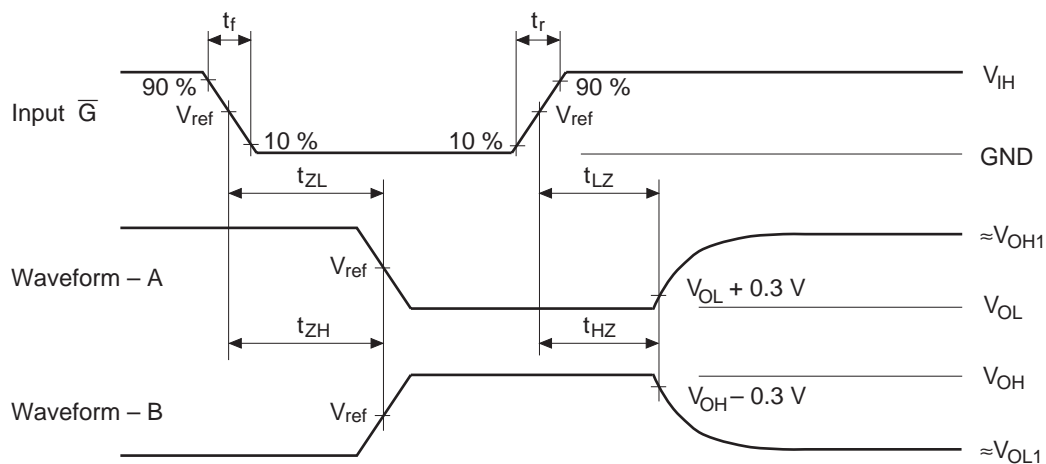 tf
tr
90 %
90 %
VIH
Input G̅
Vref
Vref
10 %
10 %
GND
tZL
tLZ
≈VOH1
Waveform – A
Vref
VOL + 0.3 V
VOL
tZH
tHZ
VOH
VOH – 0.3 V
Waveform – B
Vref
≈VOL1